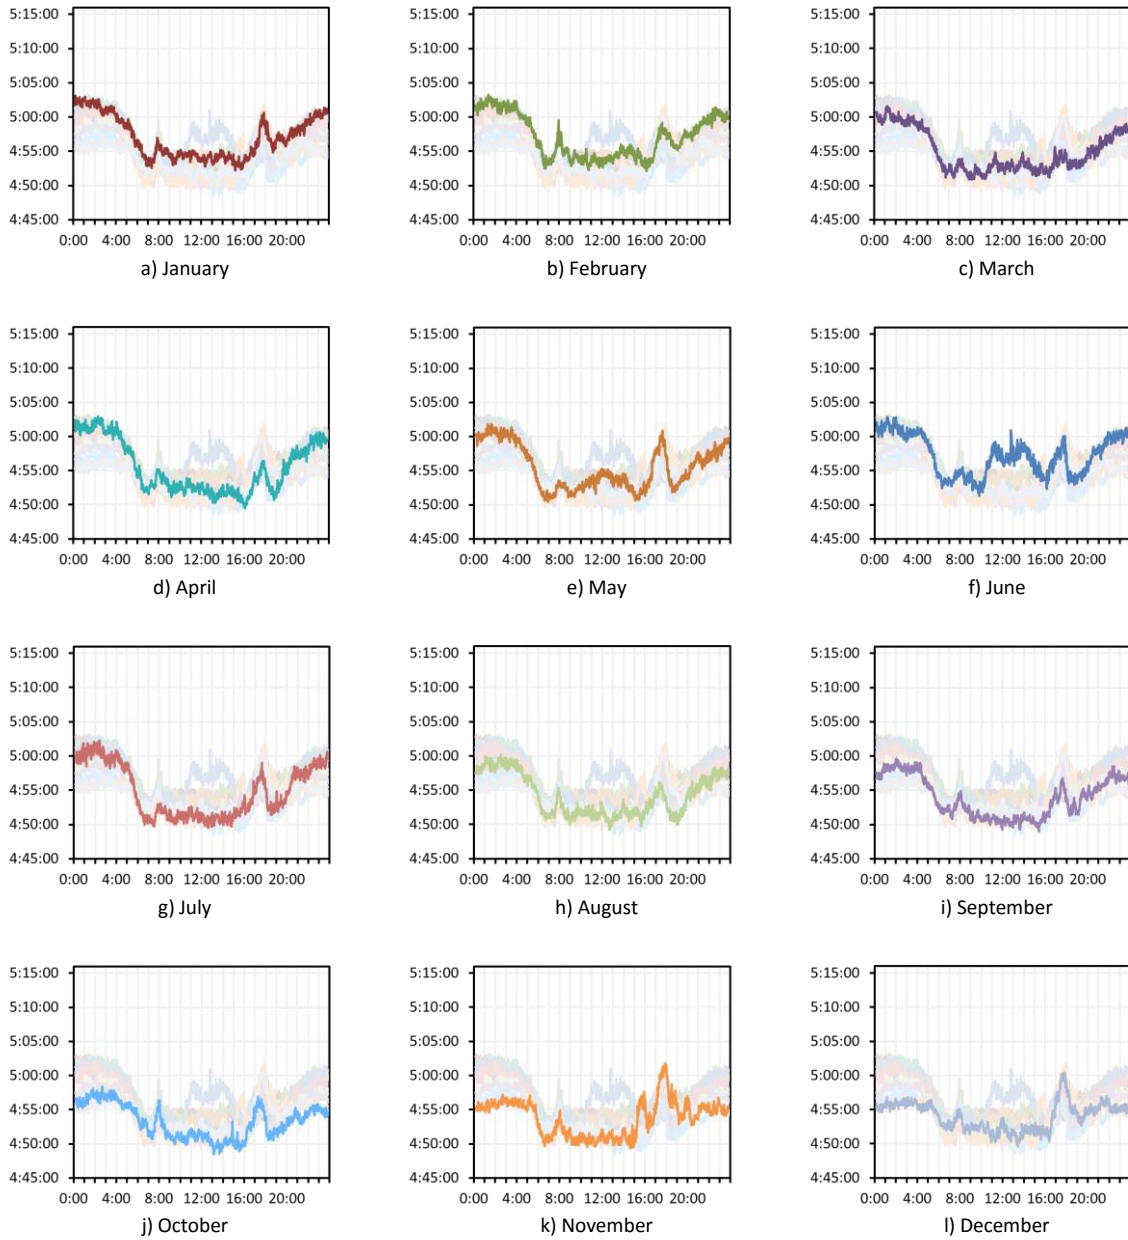 5:15:00 5:15:00 5:15:00
5:10:00 5:10:00 5:10:00
5:05:00 5:05:00 5:05:00
5:00:00 5:00:00 5:00:00
4:55:00 4:55:00 4:55:00
4:50:00 4:50:00 4:50:00
4:45:00 4:45:00 4:45:00
0:00 4:00 8:00 12:00 16:00 20:00 0:00 4:00 8:00 12:00 16:00 20:00 0:00 4:00 8:00 12:00 16:00 20:00
a) January b) February c) March
5:15:00 5:15:00 5:15:00
5:10:00 5:10:00 5:10:00
5:05:00 5:05:00 5:05:00
5:00:00 5:00:00 5:00:00
4:55:00 4:55:00 4:55:00
4:50:00 4:50:00 4:50:00
4:45:00 4:45:00 4:45:00
0:00 4:00 8:00 12:00 16:00 20:00 0:00 4:00 8:00 12:00 16:00 20:00 0:00 4:00 8:00 12:00 16:00 20:00
d) April e) May f) June
5:15:00 5:15:00 5:15:00
5:10:00 5:10:00 5:10:00
5:05:00 5:05:00 5:05:00
5:00:00 5:00:00 5:00:00
4:55:00 4:55:00 4:55:00
4:50:00 4:50:00 4:50:00
4:45:00 4:45:00 4:45:00
0:00 4:00 8:00 12:00 16:00 20:00 0:00 4:00 8:00 12:00 16:00 20:00 0:00 4:00 8:00 12:00 16:00 20:00
g) July h) August i) September
5:15:00 5:15:00 5:15:00
5:10:00 5:10:00 5:10:00
5:05:00 5:05:00 5:05:00
5:00:00 5:00:00 5:00:00
4:55:00 4:55:00 4:55:00
4:50:00 4:50:00 4:50:00
4:45:00 4:45:00 4:45:00
0:00 4:00 8:00 12:00 16:00 20:00 0:00 4:00 8:00 12:00 16:00 20:00 0:00 4:00 8:00 12:00 16:00 20:00
j) October k) November l) December